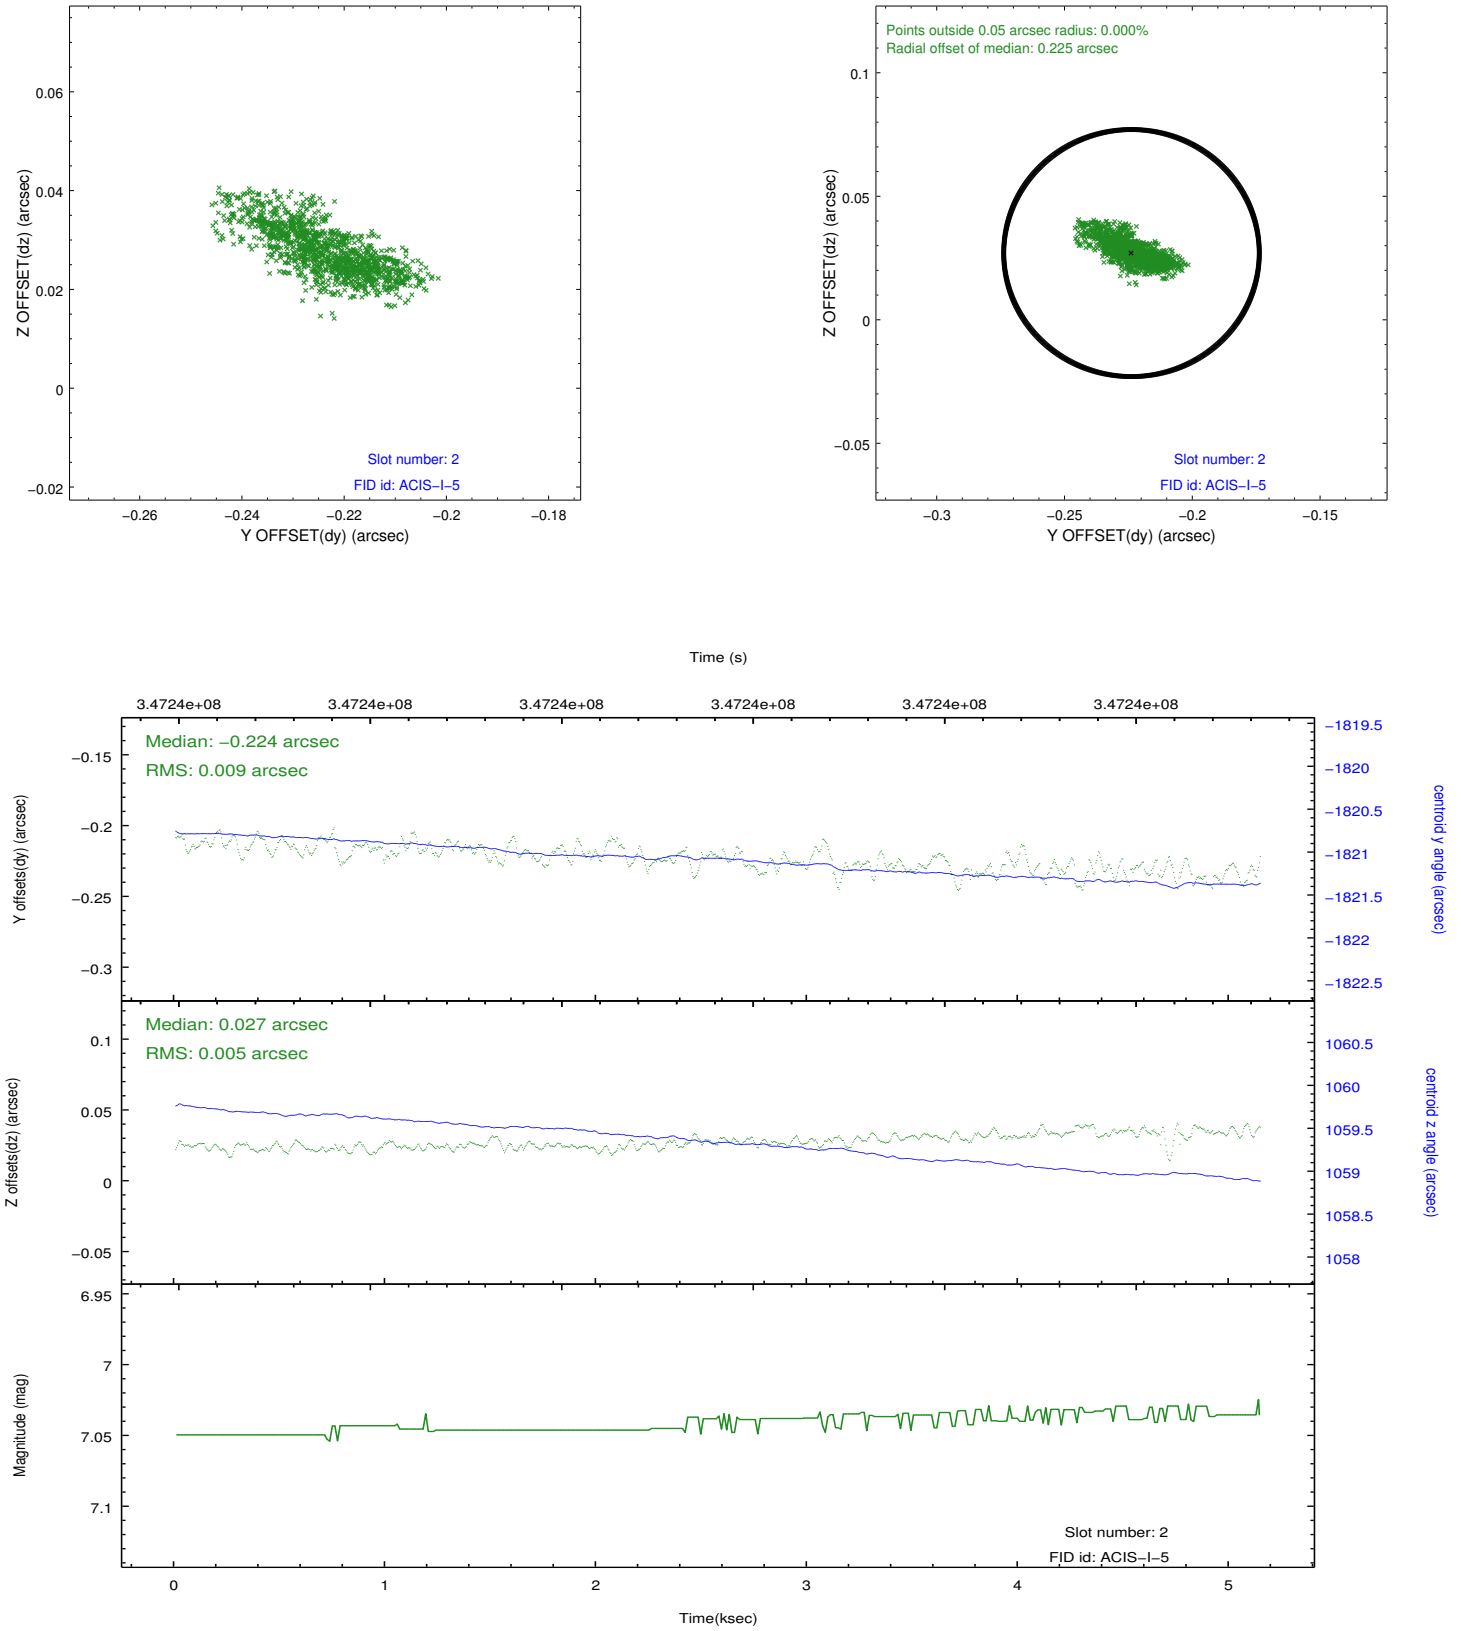 0.06
0.04
0.02
0
−0.02
Z OFFSET(dz) (arcsec)
Slot number: 2
FID id: ACIS−I−5
−0.26
−0.24
−0.22
−0.2
−0.18
Y OFFSET(dy) (arcsec)
Points outside 0.05 arcsec radius: 0.000%
Radial offset of median: 0.225 arcsec
0.1
0.05
0
−0.05
Z OFFSET(dz) (arcsec)
Slot number: 2
FID id: ACIS−I−5
−0.3
−0.25
−0.2
−0.15
Y OFFSET(dy) (arcsec)
Time (s)
3.4724e+08
3.4724e+08
3.4724e+08
3.4724e+08
3.4724e+08
3.4724e+08
Median: −0.224 arcsec
RMS: 0.009 arcsec
−0.15
−0.2
−0.25
−0.3
Y offsets(dy) (arcsec)
−1819.5
−1820
−1820.5
−1821
−1821.5
−1822
−1822.5
centroid y angle (arcsec)
Median: 0.027 arcsec
RMS: 0.005 arcsec
0.1
0.05
0
−0.05
Z offsets(dz) (arcsec)
1060.5
1060
1059.5
1059
1058.5
1058
centroid z angle (arcsec)
6.95
7
7.05
7.1
Magnitude (mag)
Slot number: 2
FID id: ACIS−I−5
0
1
2
3
4
5
Time(ksec)